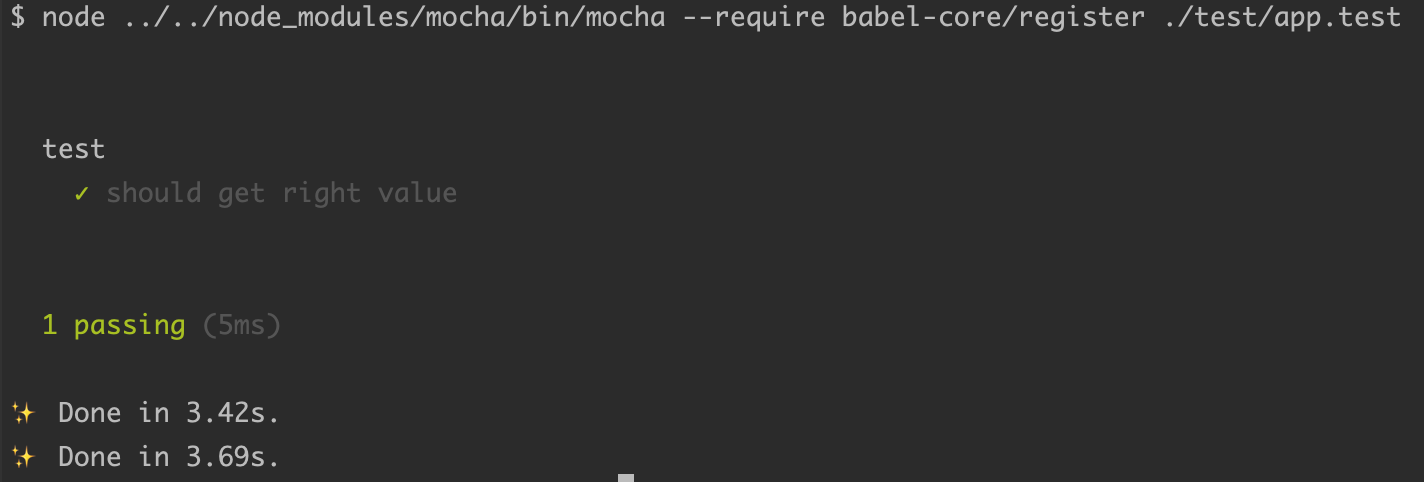 $ node ../../node_modules/mocha/bin/mocha --require babel-core/register ./test/app.test
test
✓ should get right value
1 passing (5ms)
✨ Done in 3.42s.
✨ Done in 3.69s.